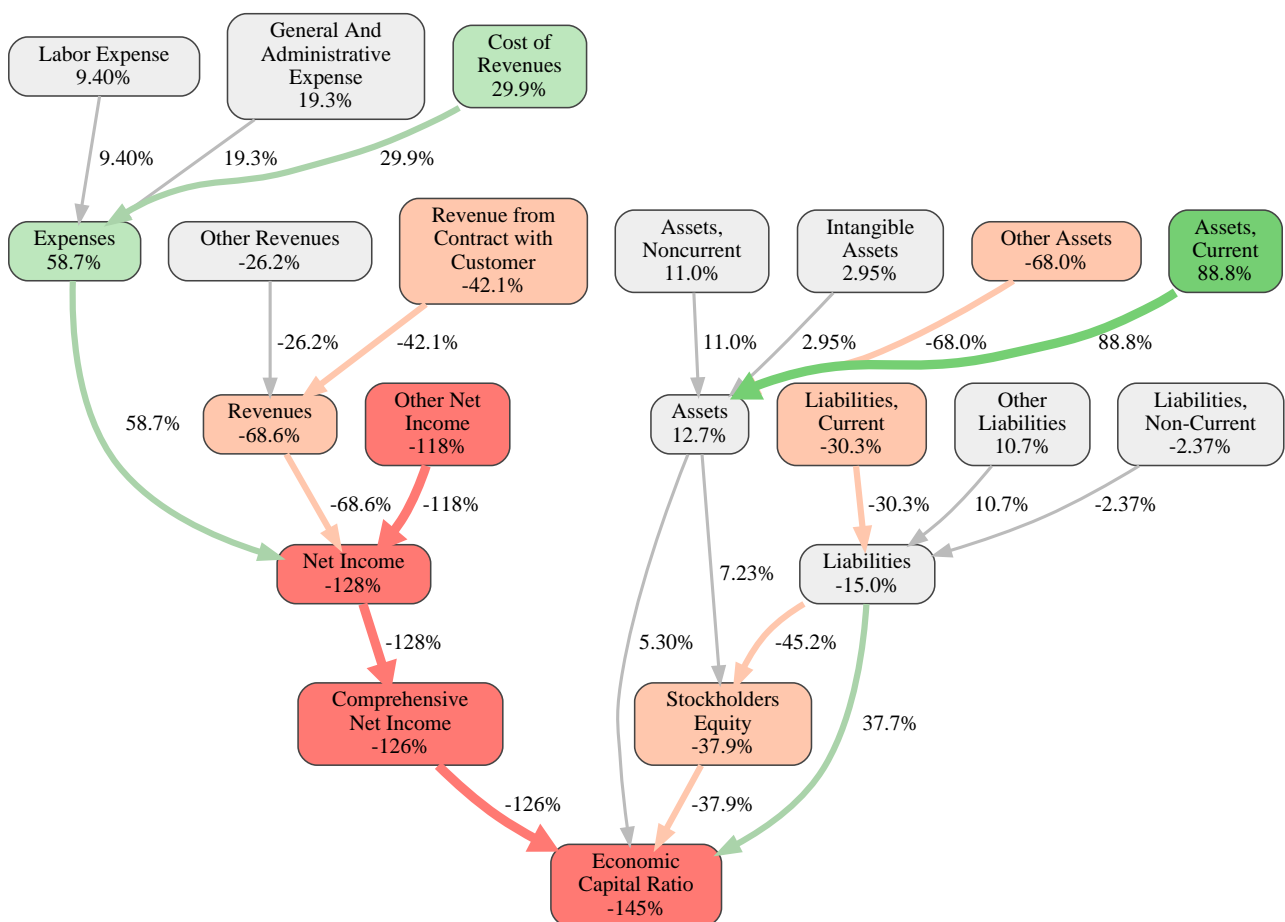 Labor Expense
9.40%
General And
Administrative
Expense
19.3%
Cost of
Revenues
29.9%
9.40%
19.3%
29.9%
Expenses
58.7%
Other Revenues
-26.2%
Revenue from
Contract with
Customer
-42.1%
Assets,
Noncurrent
11.0%
Intangible
Assets
2.95%
Other Assets
-68.0%
Assets,
Current
88.8%
-26.2%
-42.1%
11.0%
2.95%
-68.0%
88.8%
58.7%
Revenues
-68.6%
Other Net
Income
-118%
Assets
12.7%
Liabilities,
Current
-30.3%
Other
Liabilities
10.7%
Liabilities,
Non-Current
-2.37%
-68.6%
-118%
-30.3%
10.7%
-2.37%
Net Income
-128%
7.23%
Liabilities
-15.0%
-128%
5.30%
-45.2%
Comprehensive
Net Income
-126%
Stockholders
Equity
-37.9%
37.7%
-126%
-37.9%
Economic
Capital Ratio
-145%